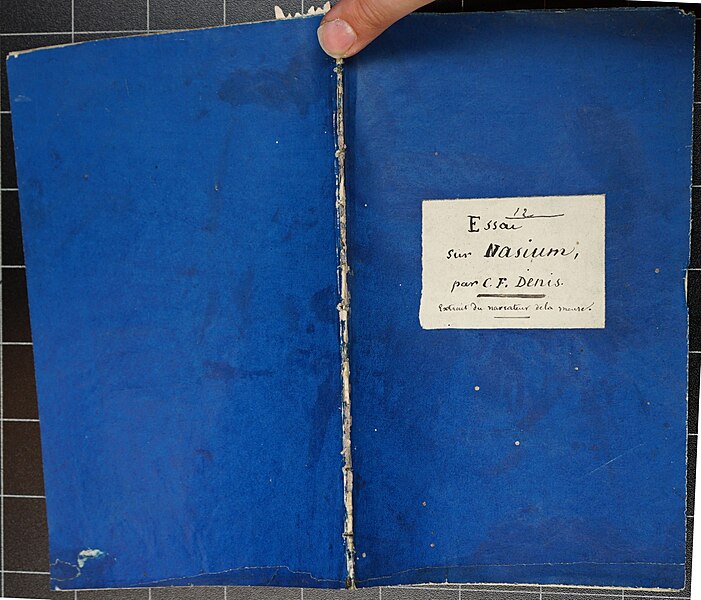 12
Essai
sur Nasium,
par C. F. Denis.
Extrait du narrateur de la meuse.